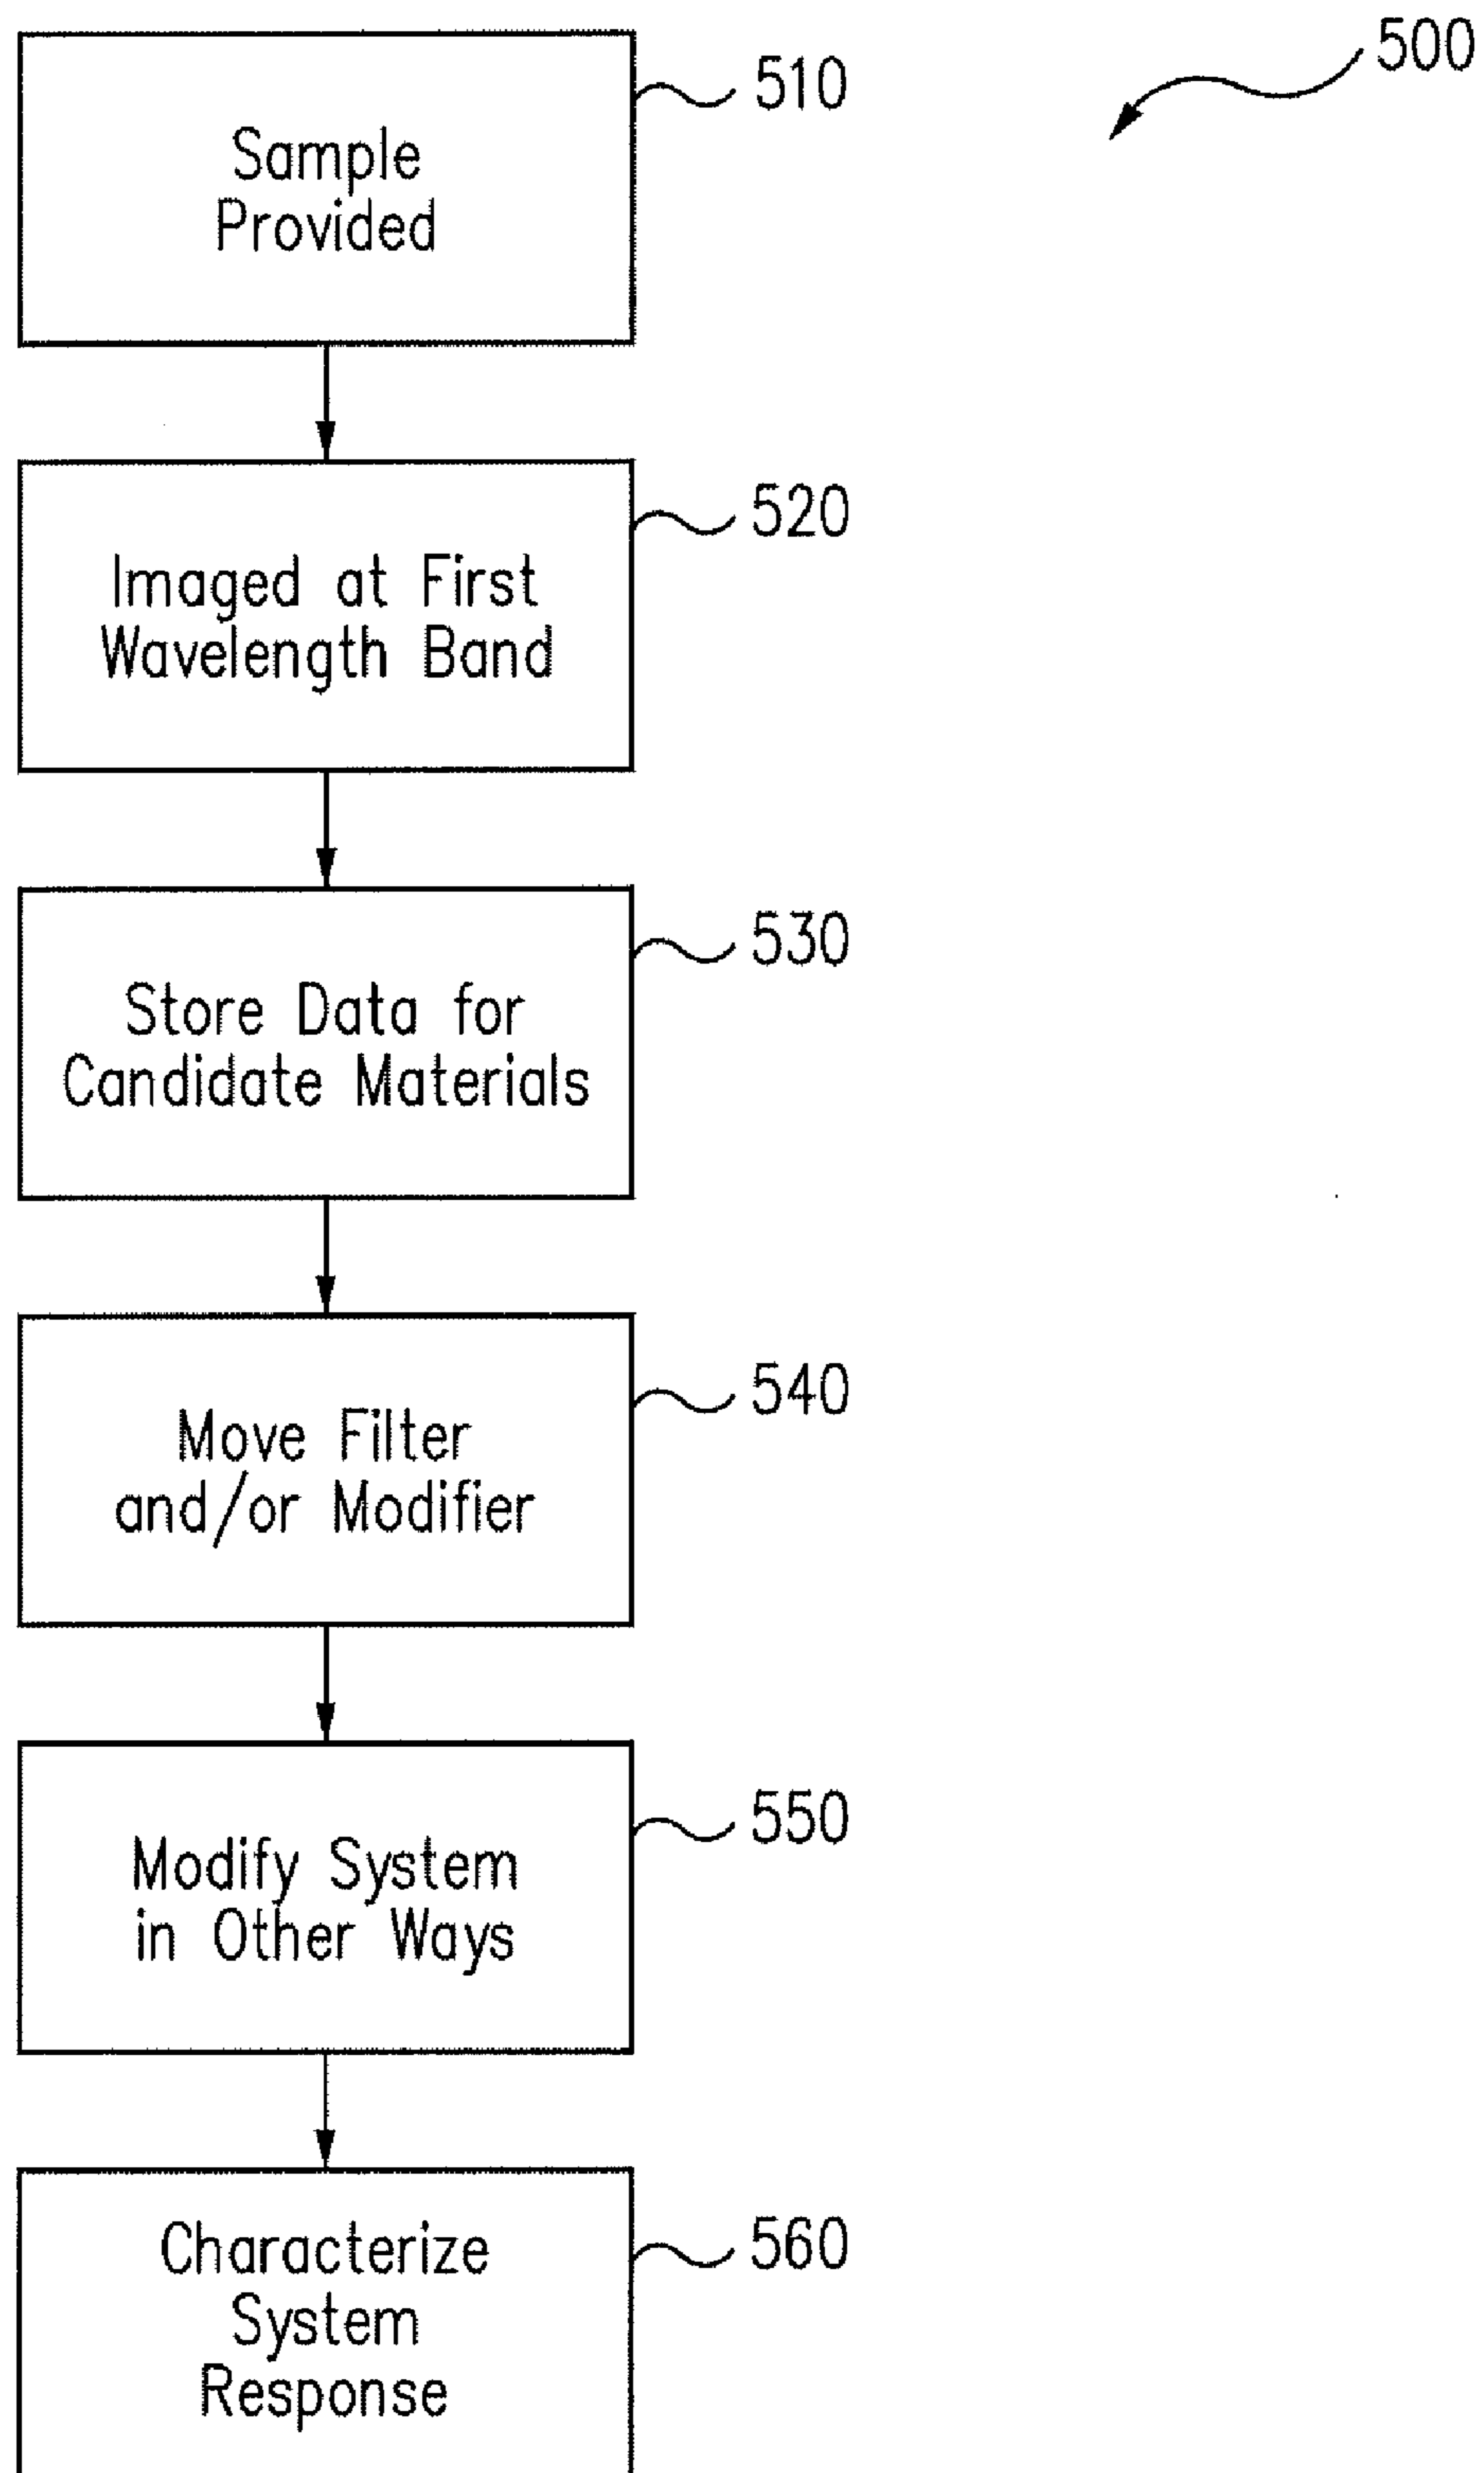 500
510
Sample
Provided
520
Imaged at First
Wavelength Band
530
Store Data for
Candidate Materials
540
Move Filter
and/or Modifier
550
Modify System
in Other Ways
560
Characterize
System
Response